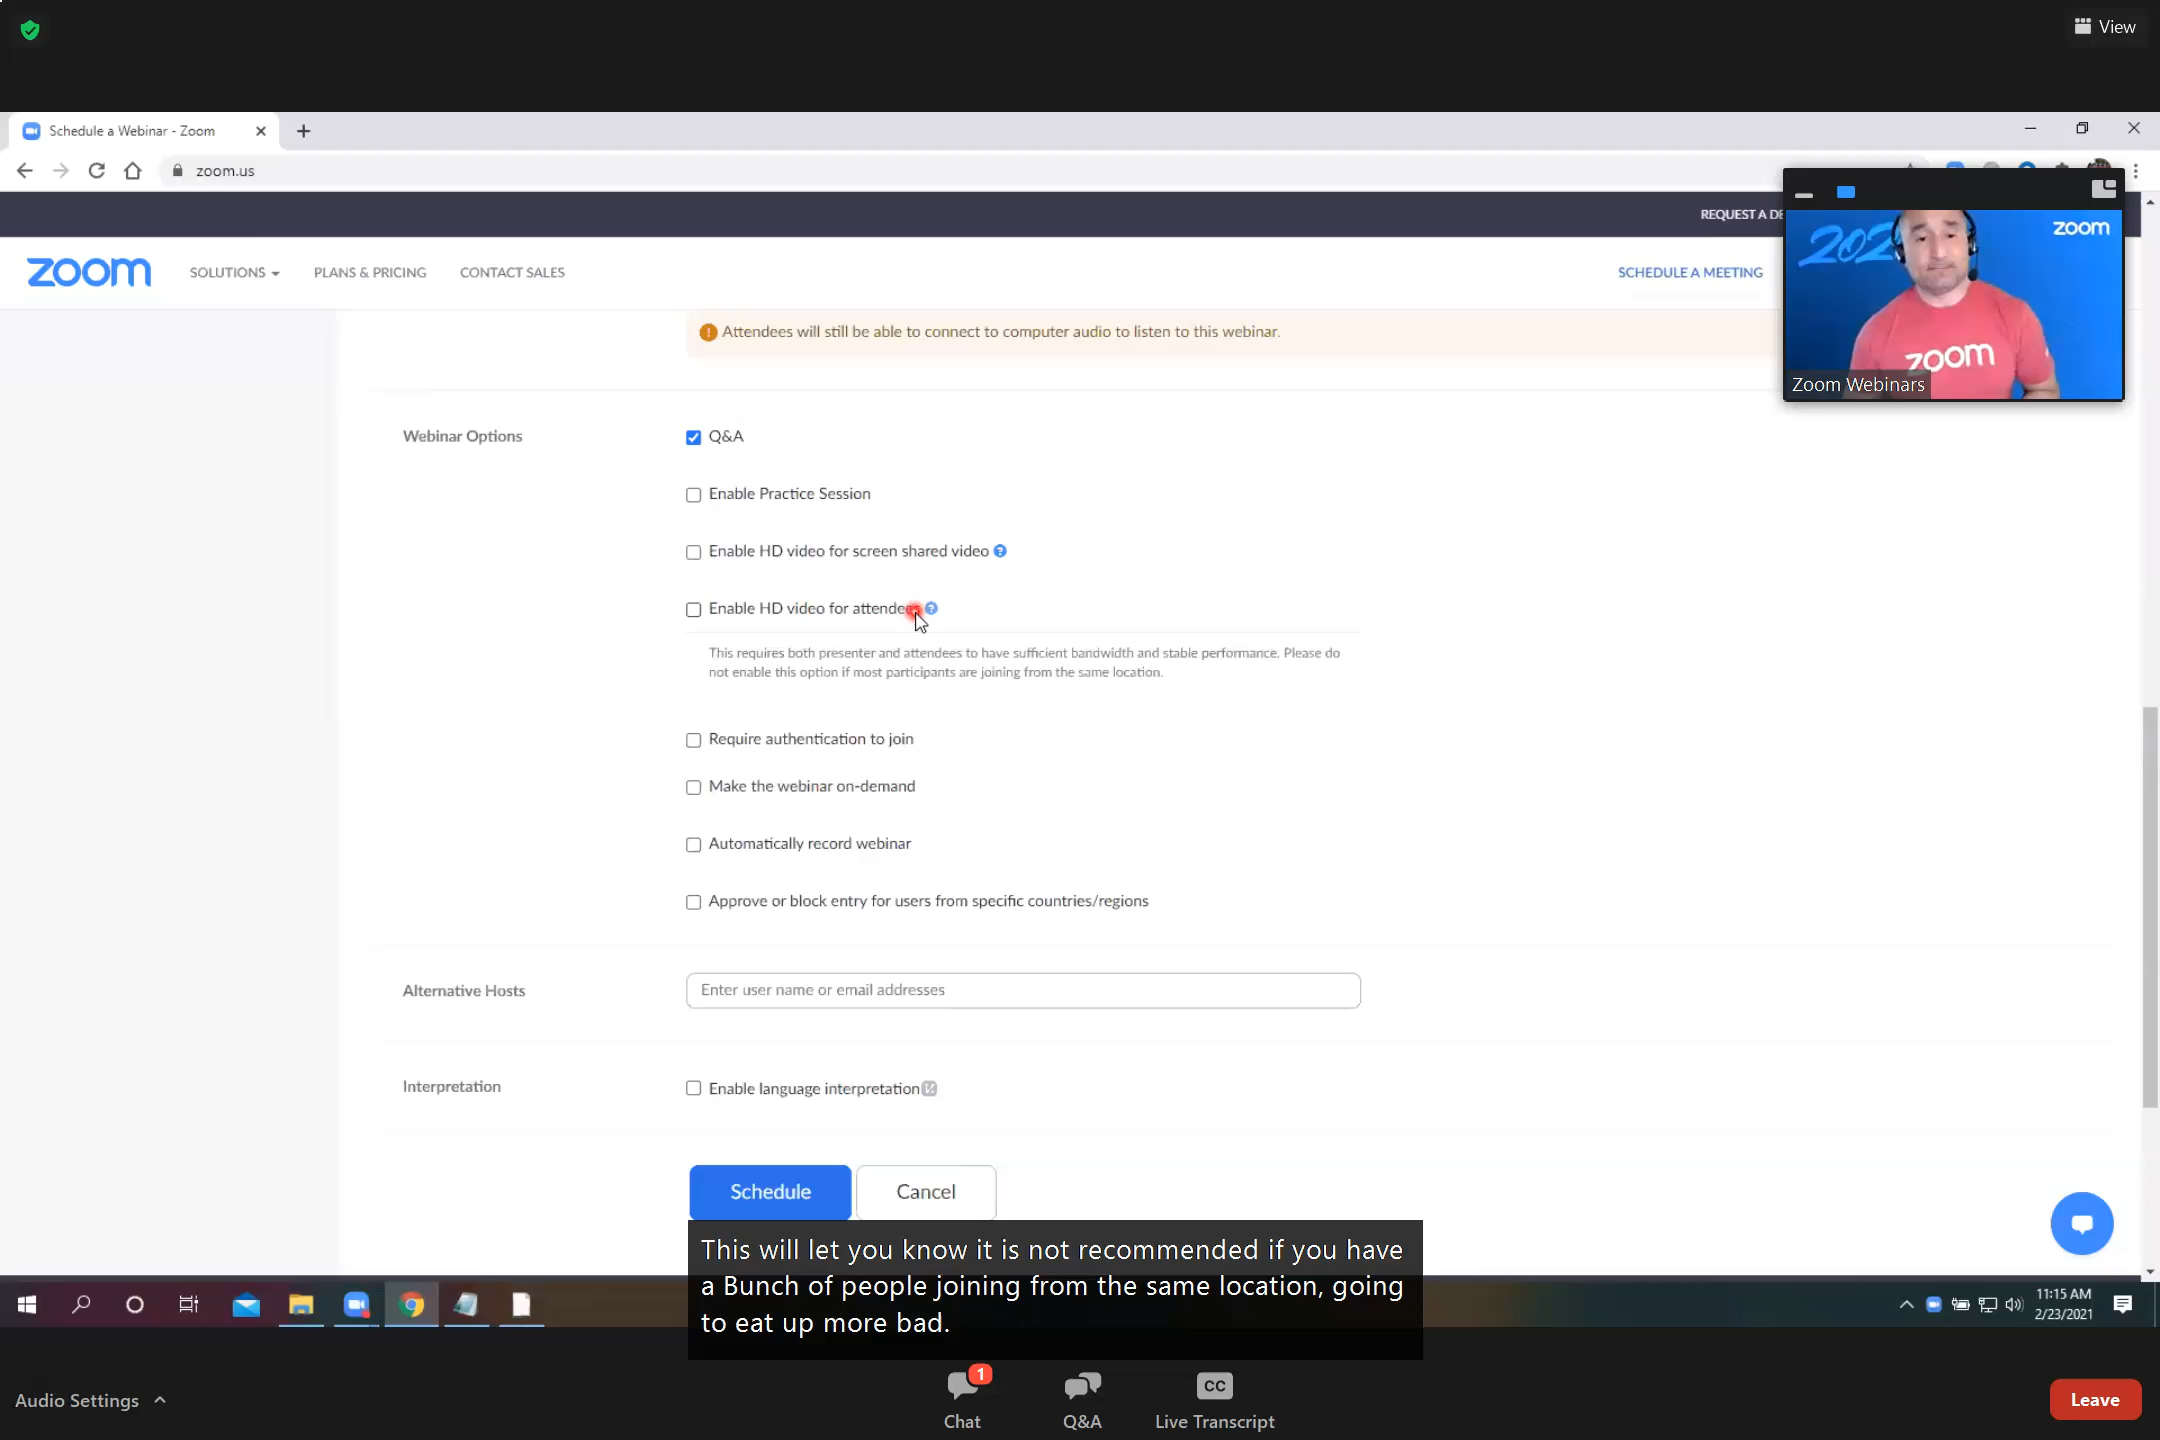 View
Schedule a Webinar - Zoom
zoom.us
REQUEST A DE
zoom
SOLUTIONS
PLANS & PRICING
CONTACT SALES
SCHEDULE A MEETING
202
zoom
zoom
Zoom Webinars
Attendees will still be able to connect to computer audio to listen to this webinar.
Webinar Options
Q&A
Enable Practice Session
Enable HD video for screen shared video
Enable HD video for attendees
This requires both presenter and attendees to have sufficient bandwidth and stable performance. Please do
not enable this option if most participants are joining from the same location.
Require authentication to join
Make the webinar on-demand
Automatically record webinar
Approve or block entry for users from specific countries/regions
Alternative Hosts
Enter user name or email addresses
Interpretation
Enable language interpretation
Schedule
Cancel
This will let you know it is not recommended if you have
a Bunch of people joining from the same location, going
to eat up more bad.
11:15 AM
2/23/2021
Audio Settings
1
Chat
Q&A
CC
Live Transcript
Leave